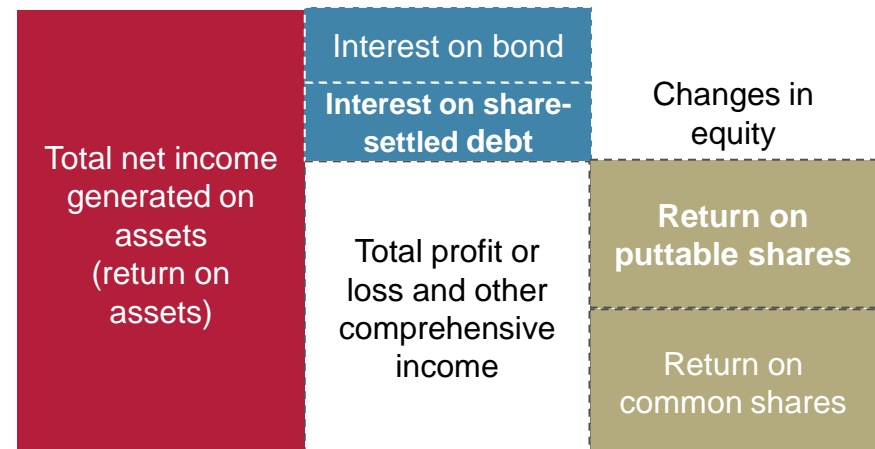 Total net income
generated on
assets
(return on
assets)
Interest on bond
Interest on share-
settled debt
Total profit or
loss and other
comprehensive
income
Changes in
equity
Return on
puttable shares
Return on
common shares